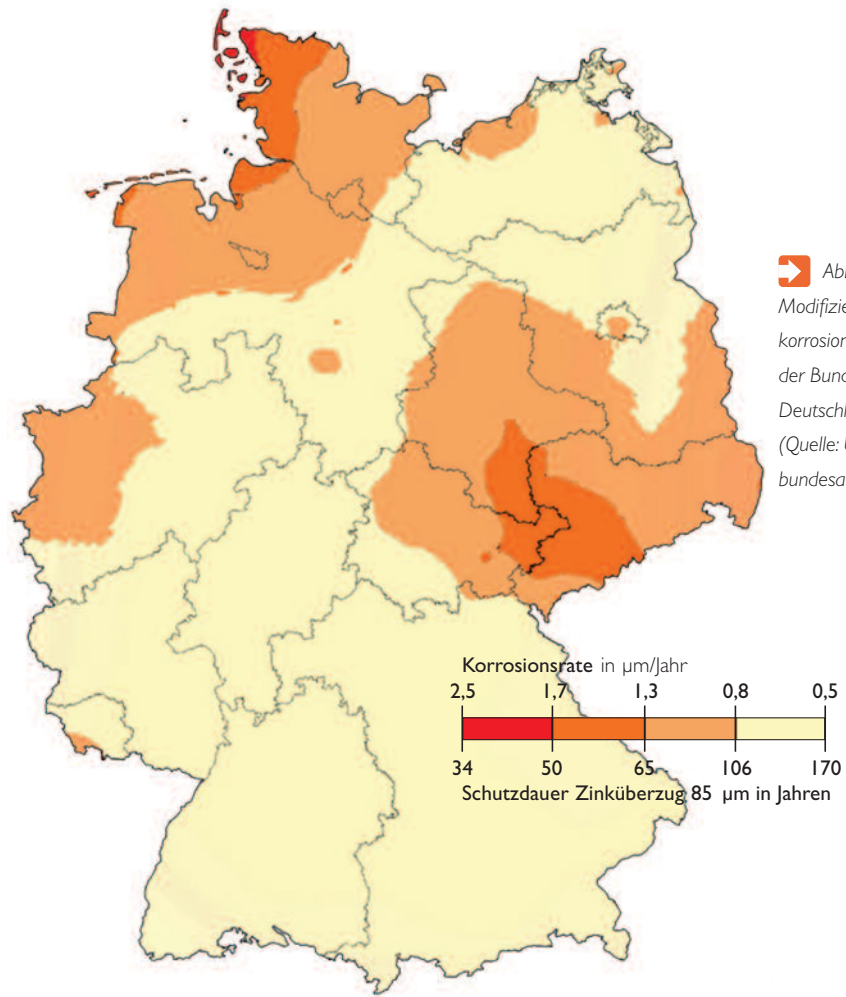 Modifizie
korrosion
der Bund
Deutschl
(Quelle:
bundesa
Korrosionsrate in µm/Jahr
2,5 1,7 1,3 0,8 0,5
34 50 65 106 170
Schutzdauer Zinküberzug 85 µm in Jahren